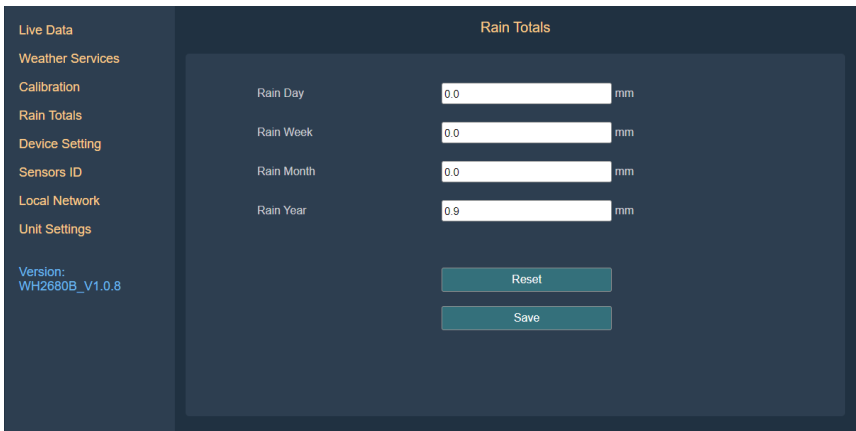 Live Data
Weather Services
Calibration
Rain Totals
Device Setting
Sensors ID
Local Network
Unit Settings
Version:
WH2680B_V1.0.8
Rain Totals
Rain Day 0.0 mm
Rain Week 0.0 mm
Rain Month 0.0 mm
Rain Year 0.9 mm
Reset
Save